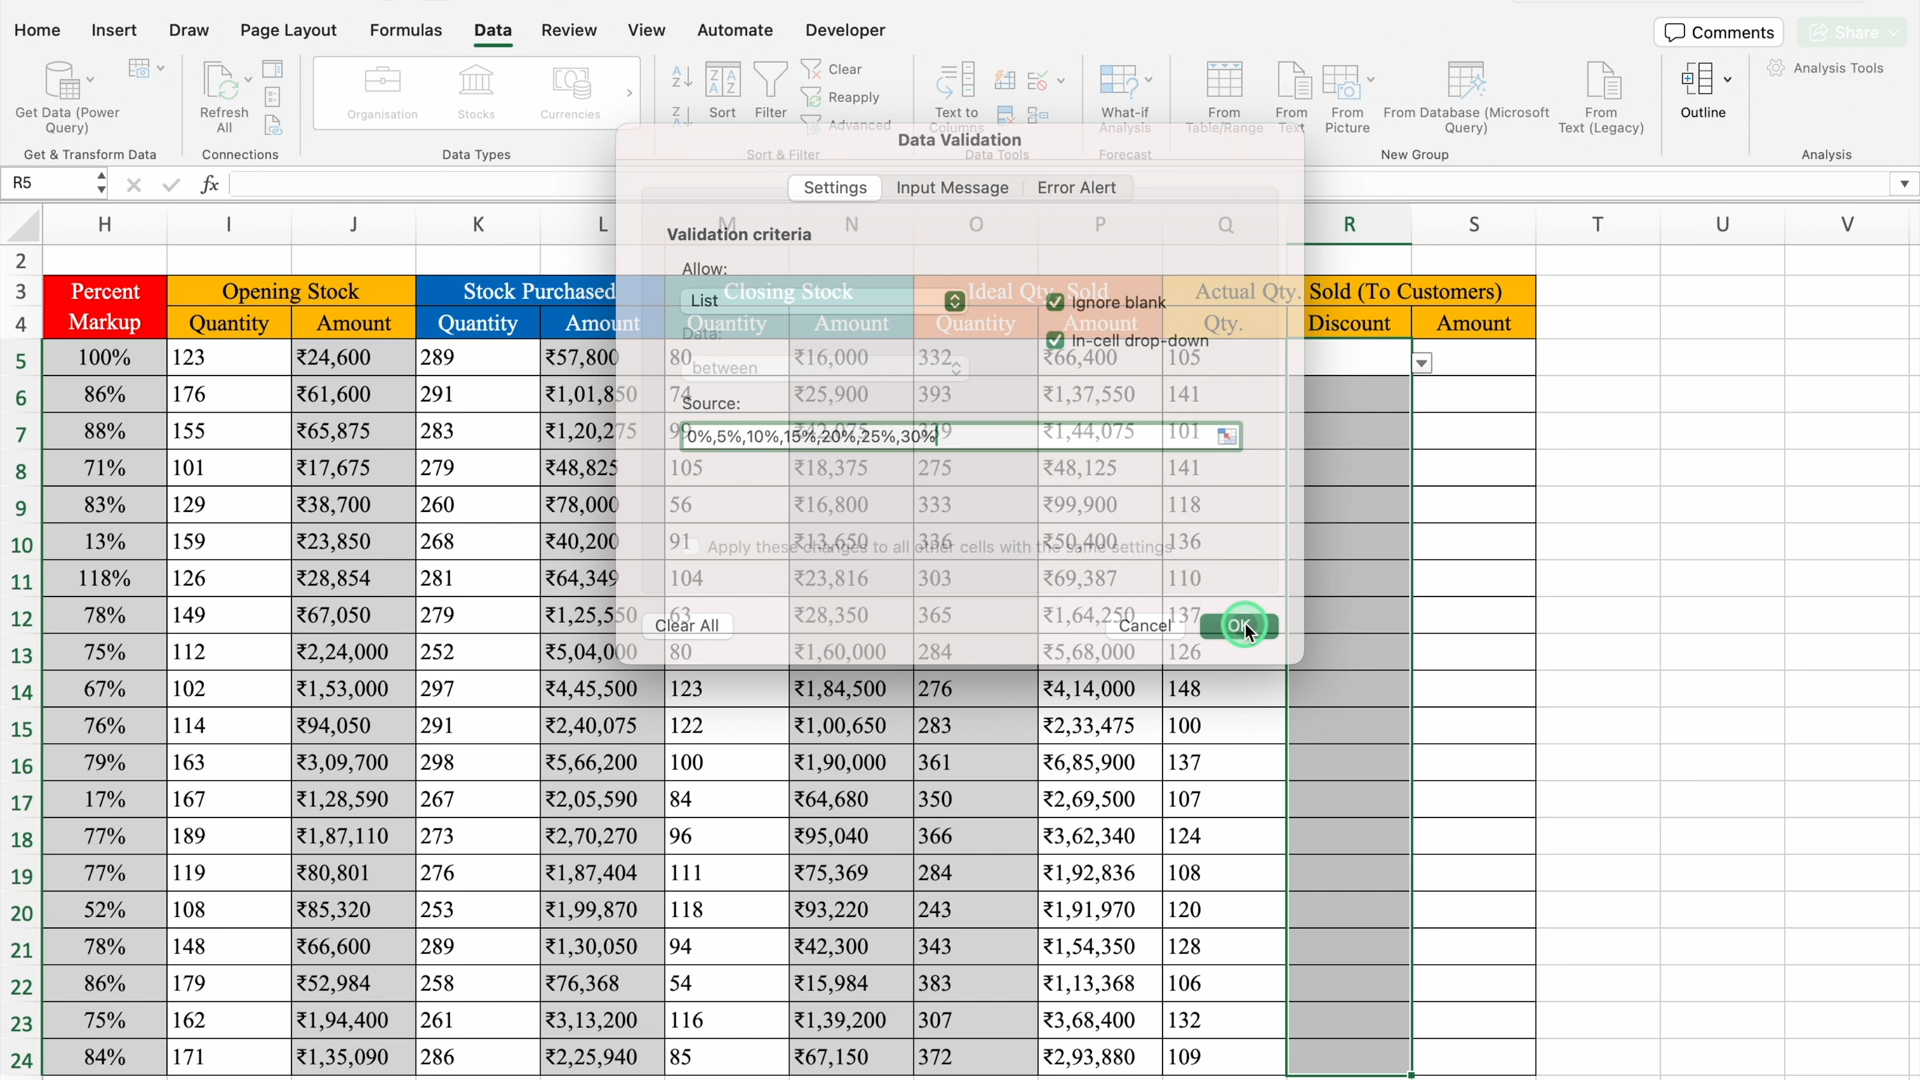 Home Insert Draw Page Layout Formulas Data Review View Automate Developer Comments Share
Get Data (Power Query)
Refresh All
Organisation Stocks Currencies
Sort Filter
Clear
Reapply
Advanced
Text to Columns
What-if Analysis
From Table/Range
From Text
From Picture
From Database (Microsoft Query)
From Text (Legacy)
Outline
Analysis Tools
Get & Transform Data Connections Data Types Sort & Filter Data Tools Forecast New Group Analysis
R5 fx
Data Validation
Settings Input Message Error Alert
Validation criteria
Allow:
List
Ignore blank
Data:
between
In-cell drop-down
Source:
0%,5%,10%,15%,20%,25%,30%
Apply these changes to all other cells with the same settings
Clear All Cancel OK
H I J K L M N O P Q R S T U V
2
3 Percent Opening Stock Stock Purchased Closing Stock Ideal Qty. Sold Actual Qty. Sold (To Customers)
4 Markup Quantity Amount Quantity Amount Quantity Amount Quantity Amount Qty. Discount Amount
5 100% 123 ₹24,600 289 ₹57,800 80 ₹16,000 332 ₹66,400 105
6 86% 176 ₹61,600 291 ₹1,01,850 74 ₹25,900 393 ₹1,37,550 141
7 88% 155 ₹65,875 283 ₹1,20,275 99 ₹42,075 339 ₹1,44,075 101
8 71% 101 ₹17,675 279 ₹48,825 105 ₹18,375 275 ₹48,125 141
9 83% 129 ₹38,700 260 ₹78,000 56 ₹16,800 333 ₹99,900 118
10 13% 159 ₹23,850 268 ₹40,200 91 ₹13,650 336 ₹50,400 136
11 118% 126 ₹28,854 281 ₹64,349 104 ₹23,816 303 ₹69,387 110
12 78% 149 ₹67,050 279 ₹1,25,550 63 ₹28,350 365 ₹1,64,250 137
13 75% 112 ₹2,24,000 252 ₹5,04,000 80 ₹1,60,000 284 ₹5,68,000 126
14 67% 102 ₹1,53,000 297 ₹4,45,500 123 ₹1,84,500 276 ₹4,14,000 148
15 76% 114 ₹94,050 291 ₹2,40,075 122 ₹1,00,650 283 ₹2,33,475 100
16 79% 163 ₹3,09,700 298 ₹5,66,200 100 ₹1,90,000 361 ₹6,85,900 137
17 17% 167 ₹1,28,590 267 ₹2,05,590 84 ₹64,680 350 ₹2,69,500 107
18 77% 189 ₹1,87,110 273 ₹2,70,270 96 ₹95,040 366 ₹3,62,340 124
19 77% 119 ₹80,801 276 ₹1,87,404 111 ₹75,369 284 ₹1,92,836 108
20 52% 108 ₹85,320 253 ₹1,99,870 118 ₹93,220 243 ₹1,91,970 120
21 78% 148 ₹66,600 289 ₹1,30,050 94 ₹42,300 343 ₹1,54,350 128
22 86% 179 ₹52,984 258 ₹76,368 54 ₹15,984 383 ₹1,13,368 106
23 75% 162 ₹1,94,400 261 ₹3,13,200 116 ₹1,39,200 307 ₹3,68,400 132
24 84% 171 ₹1,35,090 286 ₹2,25,940 85 ₹67,150 372 ₹2,93,880 109